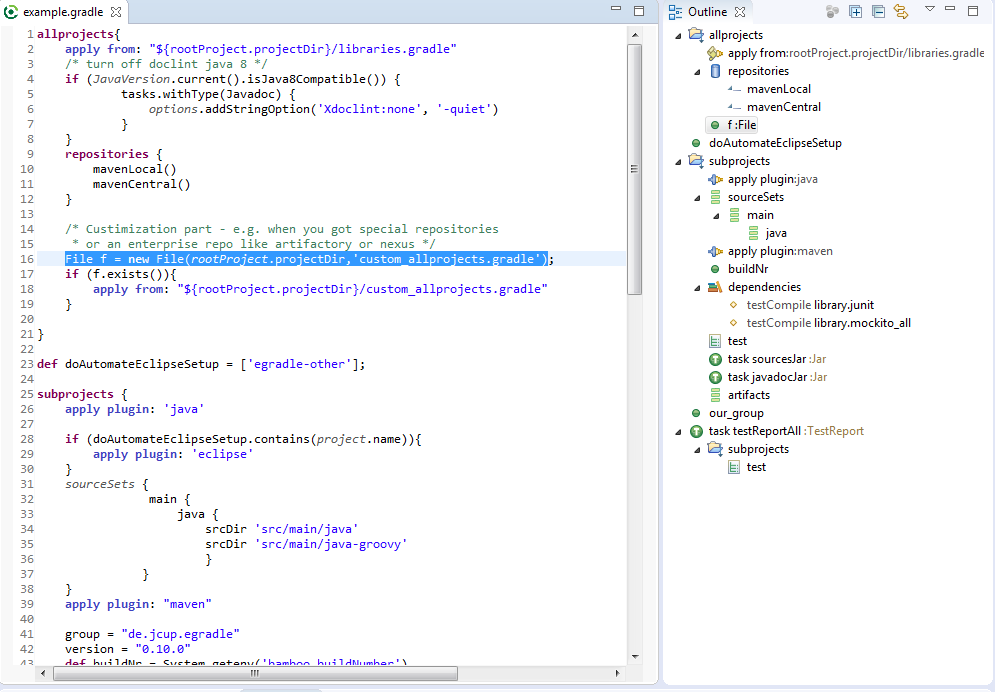 example.gradle
1 allprojects{
2 apply from: "${rootProject.projectDir}/libraries.gradle"
3 /* turn off doclint java 8 */
4 if (JavaVersion.current().isJava8Compatible()) {
5 tasks.withType(Javadoc) {
6 options.addStringOption('Xdoclint:none', '-quiet')
7 }
8 }
9 repositories {
10 mavenLocal()
11 mavenCentral()
12 }
13
14 /* Custimization part - e.g. when you got special repositories
15 * or an enterprise repo like artifactory or nexus */
16 File f = new File(rootProject.projectDir,'custom_allprojects.gradle');
17 if (f.exists()){
18 apply from: "${rootProject.projectDir}/custom_allprojects.gradle"
19 }
20
21 }
22
23 def doAutomateEclipseSetup = ['egradle-other'];
24
25 subprojects {
26 apply plugin: 'java'
27
28 if (doAutomateEclipseSetup.contains(project.name)){
29 apply plugin: 'eclipse'
30 }
31 sourceSets {
32 main {
33 java {
34 srcDir 'src/main/java'
35 srcDir 'src/main/java-groovy'
36 }
37 }
38 }
39 apply plugin: "maven"
40
41 group = "de.jcup.egradle"
42 version = "0.10.0"
43 def buildNr = System.getenv('bamboo_buildNumber')
Outline
allprojects
apply from:rootProject.projectDir/libraries.gradle
repositories
mavenLocal
mavenCentral
f :File
doAutomateEclipseSetup
subprojects
apply plugin:java
sourceSets
main
java
apply plugin:maven
buildNr
dependencies
testCompile library.junit
testCompile library.mockito_all
test
task sourcesJar :Jar
task javadocJar :Jar
artifacts
our_group
task testReportAll :TestReport
subprojects
test